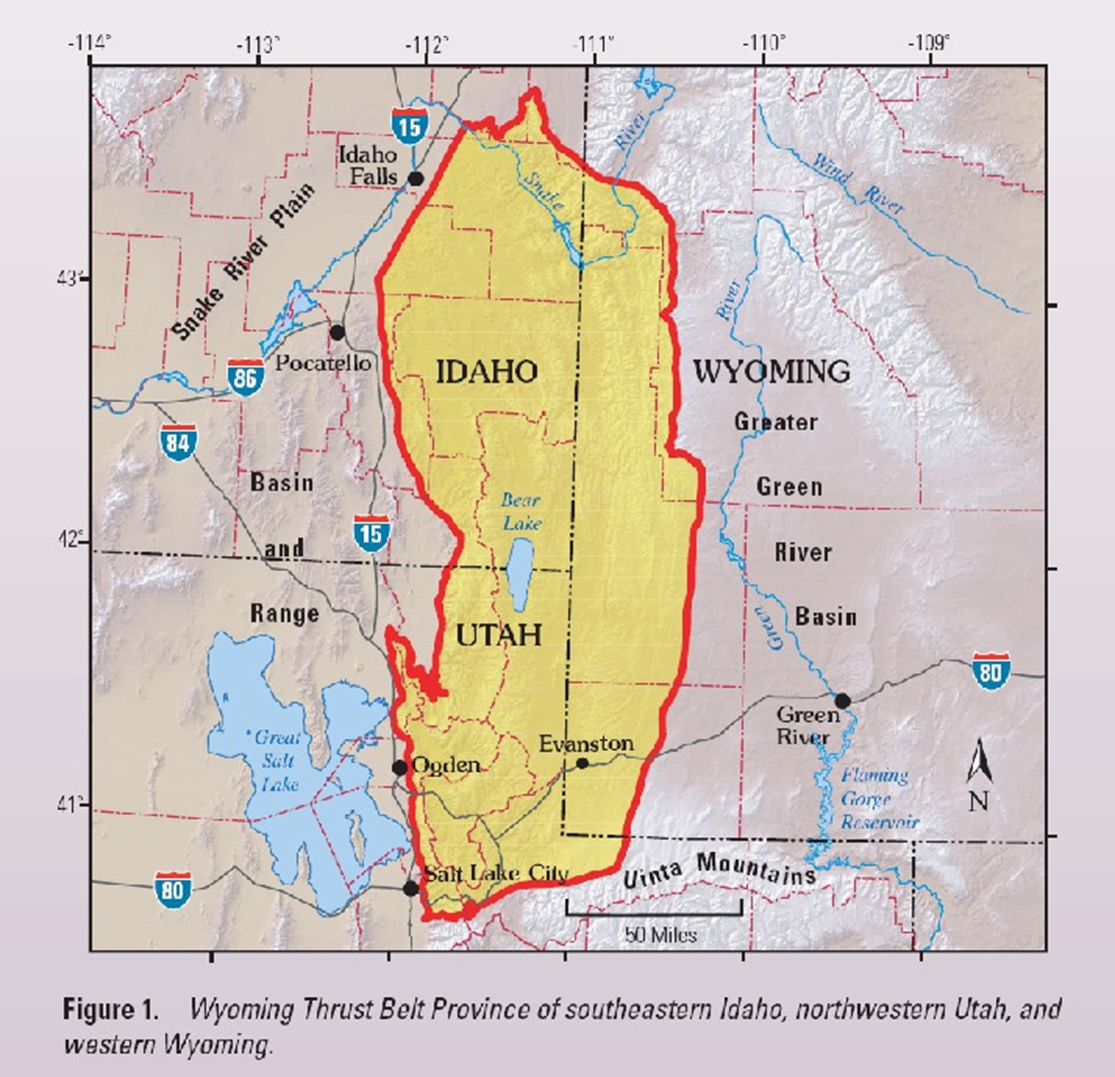 -114° -113° -112° -111° -110° -109°
15
Idaho
Falls
River
Snake
Wind River
Snake River Plain
43°
River
Pocatello
86
IDAHO
WYOMING
84
Greater
Basin
Green
Bear
Lake
15
42°
and
River
Range
UTAH
Green
Basin
80
Green
River
Great
Salt
Lake
Evanston
Ogden
Flaming
Gorge
Reservoir
N
41°
Salt Lake City
Uinta Mountains
80
50 Miles
Figure 1. Wyoming Thrust Belt Province of southeastern Idaho, northwestern Utah, and
western Wyoming.